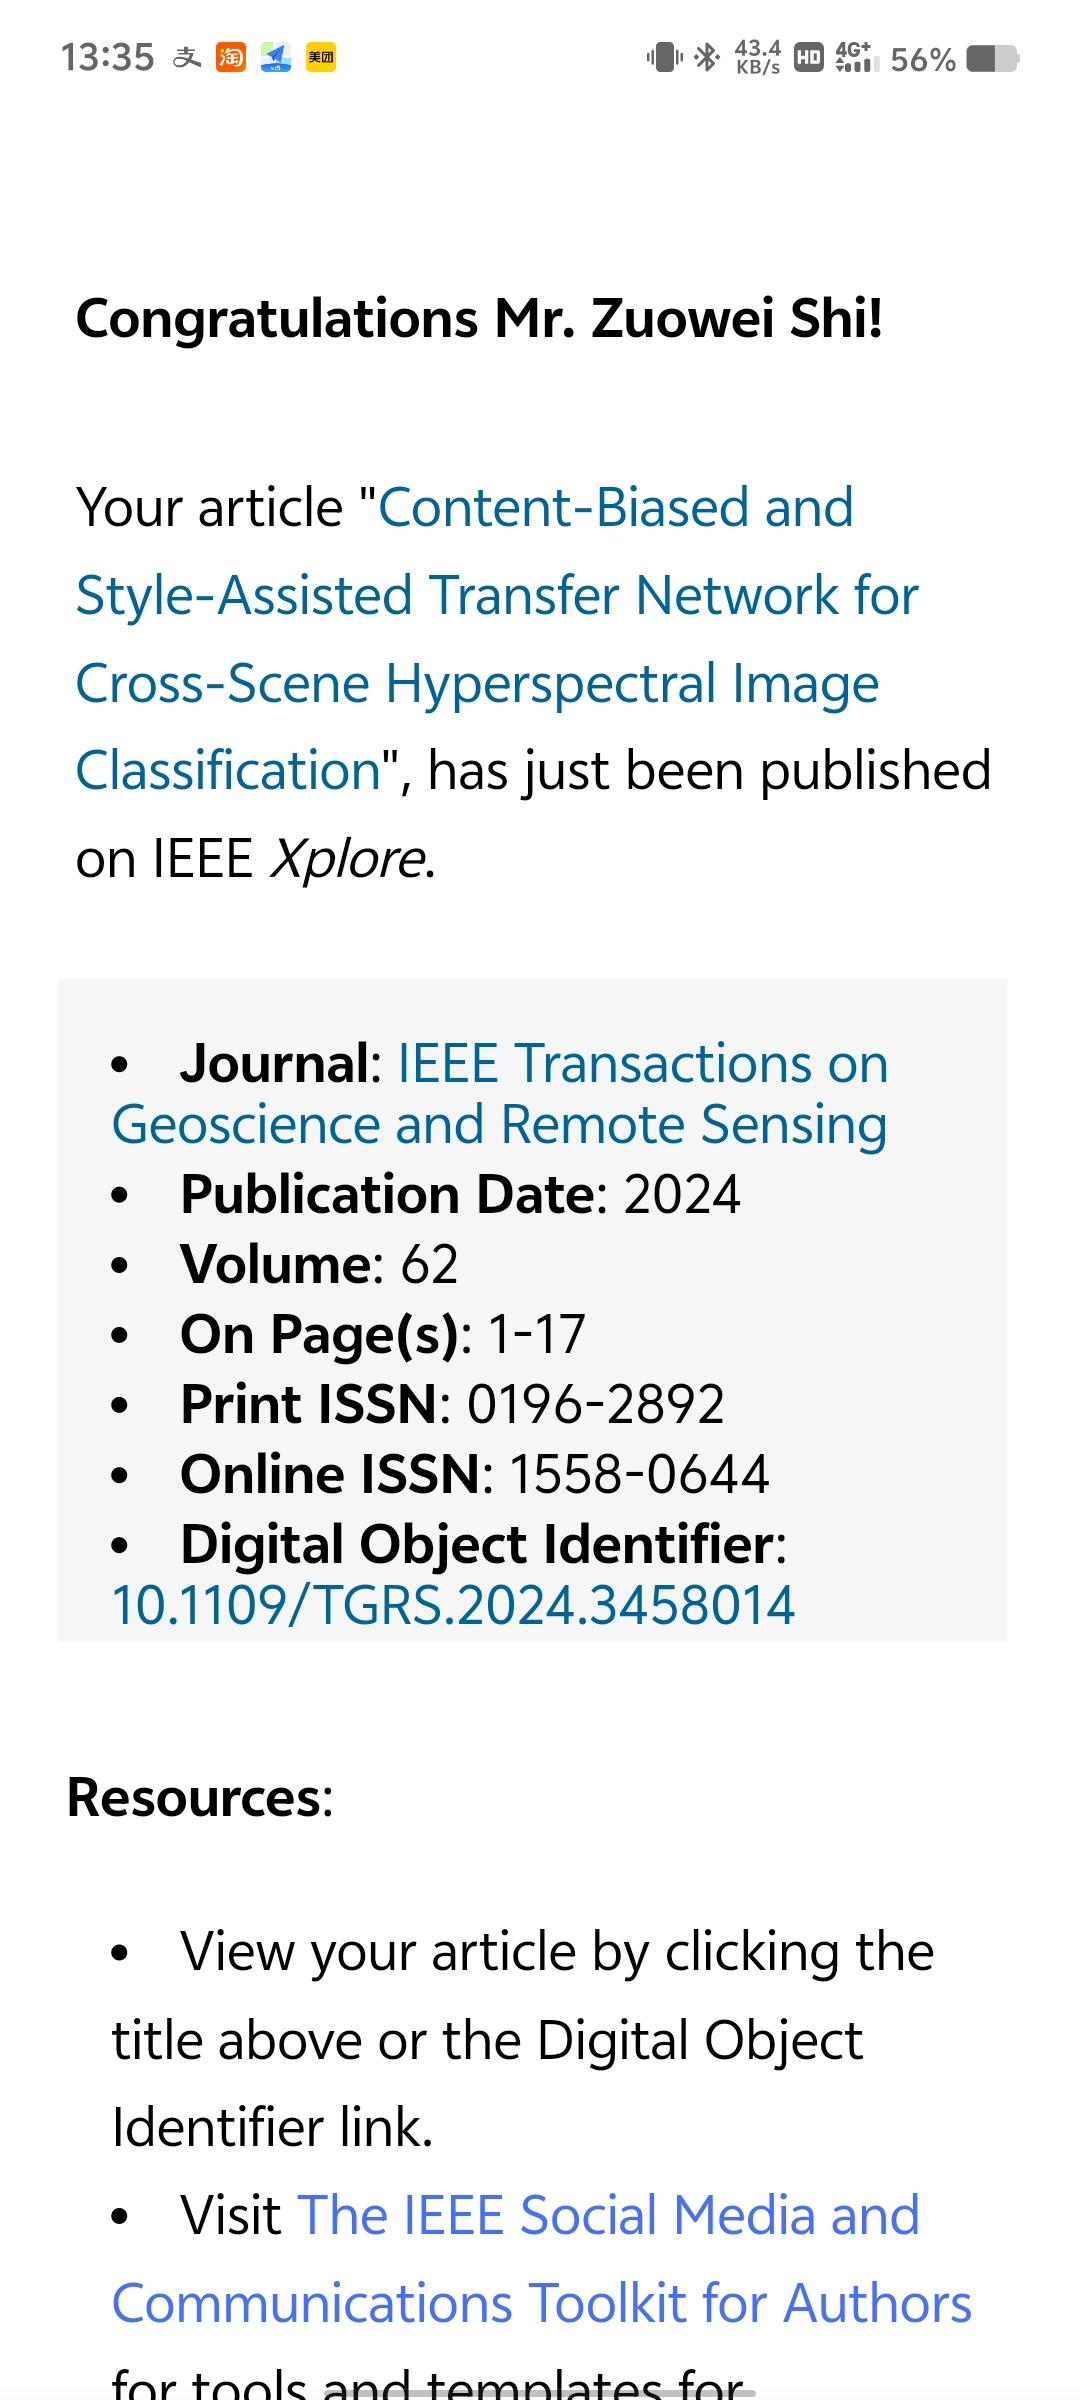 13:35 支 淘 美团 43.4 KB/s HD 4G+ 56%
Congratulations Mr. Zuowei Shi!
Your article "Content-Biased and
Style-Assisted Transfer Network for
Cross-Scene Hyperspectral Image
Classification", has just been published
on IEEE Xplore.
• Journal: IEEE Transactions on
Geoscience and Remote Sensing
• Publication Date: 2024
• Volume: 62
• On Page(s): 1-17
• Print ISSN: 0196-2892
• Online ISSN: 1558-0644
• Digital Object Identifier:
10.1109/TGRS.2024.3458014
Resources:
• View your article by clicking the
title above or the Digital Object
Identifier link.
• Visit The IEEE Social Media and
Communications Toolkit for Authors
for tools and templates for